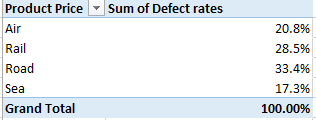 Product Price Sum of Defect rates
Air 20.8%
Rail 28.5%
Road 33.4%
Sea 17.3%
Grand Total 100.00%